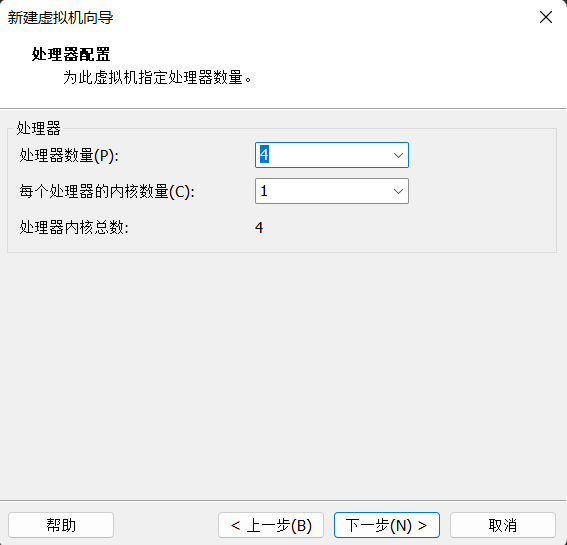 新建虚拟机向导
处理器配置
为此虚拟机指定处理器数量。
处理器
处理器数量(P): 4
每个处理器的内核数量(C): 1
处理器内核总数: 4
帮助 < 上一步(B) 下一步(N) > 取消